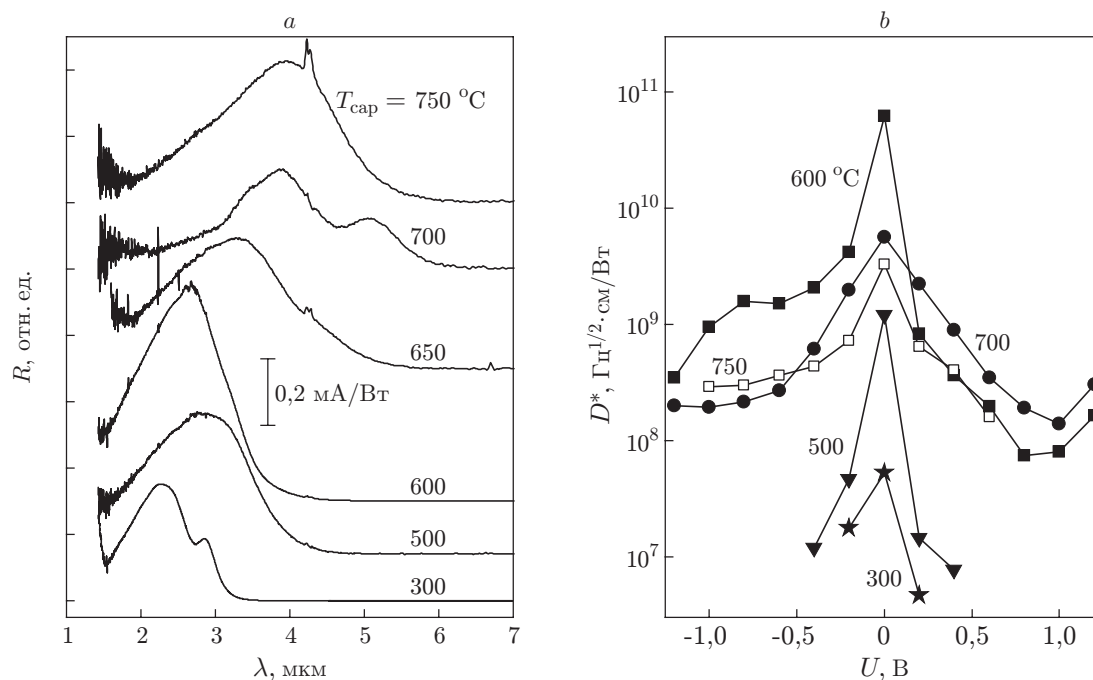 a
T_cap = 750 °C
700
650
0,2 мА/Вт
600
500
300
R, отн. ед.
1 2 3 4 5 6 7
λ, мкм
b
10^11
10^10
10^9
10^8
10^7
600 °C
700
750
500
300
D*, Гц^1/2·см/Вт
-1,0 -0,5 0 0,5 1,0
U, В